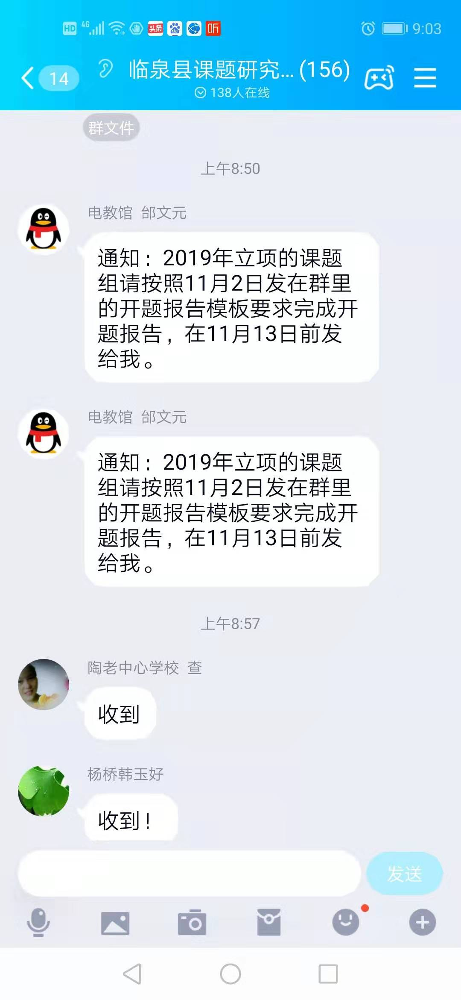 HD 4G 头条 du 听 9:03
14 临泉县课题研究... (156)
138人在线
群文件
上午8:50
电教馆 邰文元
通知：2019年立项的课题
组请按照11月2日发在群里
的开题报告模板要求完成开
题报告，在11月13日前发
给我。
电教馆 邰文元
通知：2019年立项的课题
组请按照11月2日发在群里
的开题报告模板要求完成开
题报告，在11月13日前发
给我。
上午8:57
陶老中心学校 查
收到
杨桥韩玉好
收到！
发送